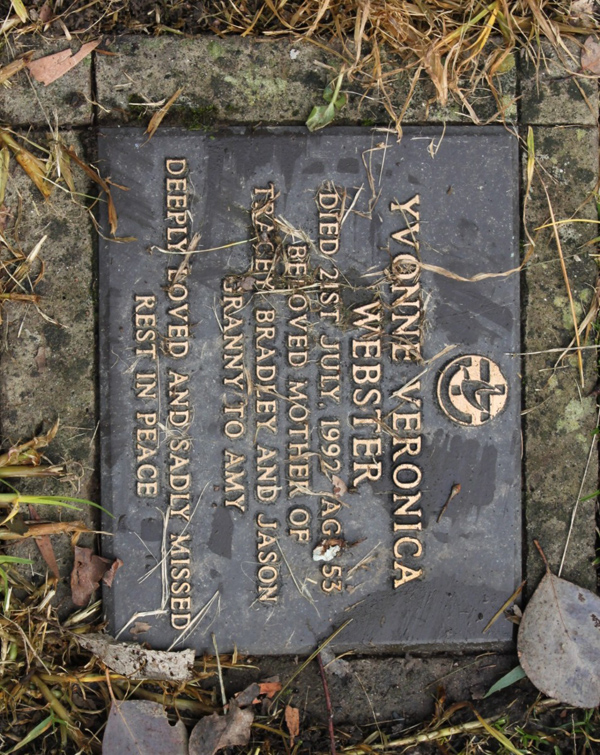 YVONNE VERONICA
WEBSTER
DIED 21ST JULY, 1992 AGED 53
BELOVED MOTHER OF
TRACEY, BRADLEY AND JASON
GRANNY TO AMY
DEEPLY LOVED AND SADLY MISSED
REST IN PEACE